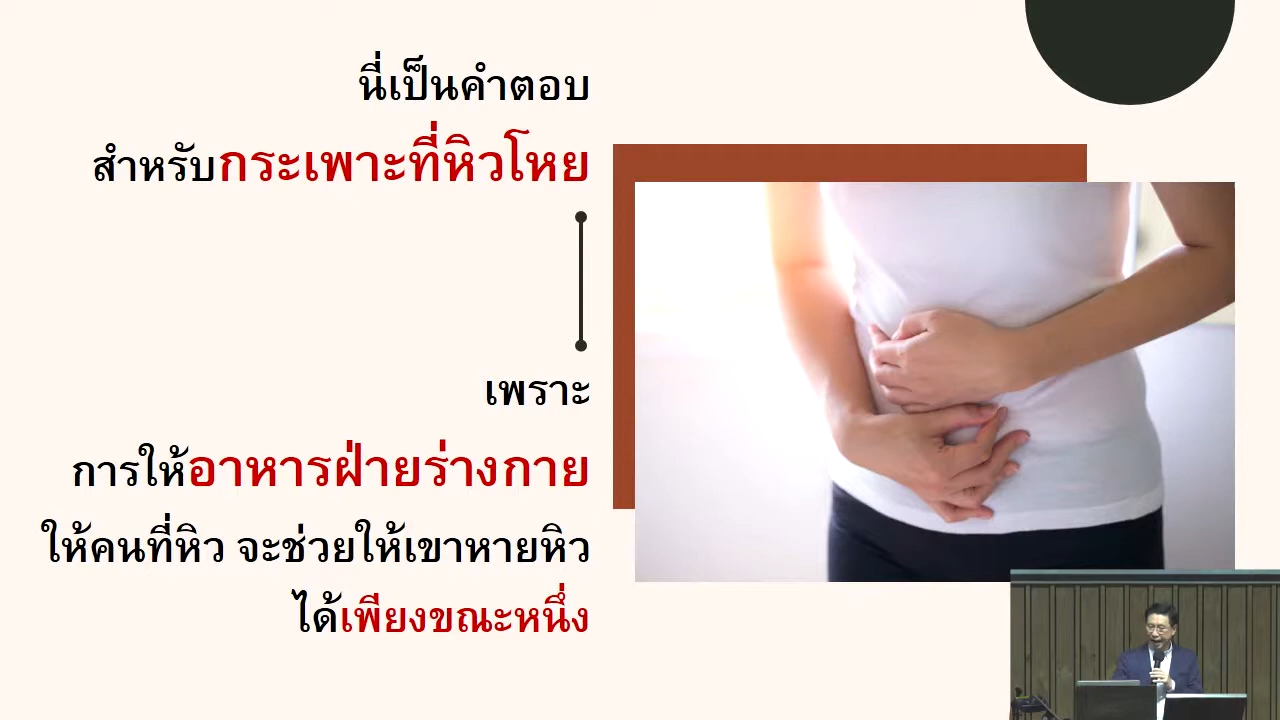 นี่เป็นคำตอบ
สำหรับกระเพาะที่หิวโหย
เพราะ
การให้อาหารฝ่ายร่างกาย
ให้คนที่หิว จะช่วยให้เขาหายหิว
ได้เพียงขณะหนึ่ง